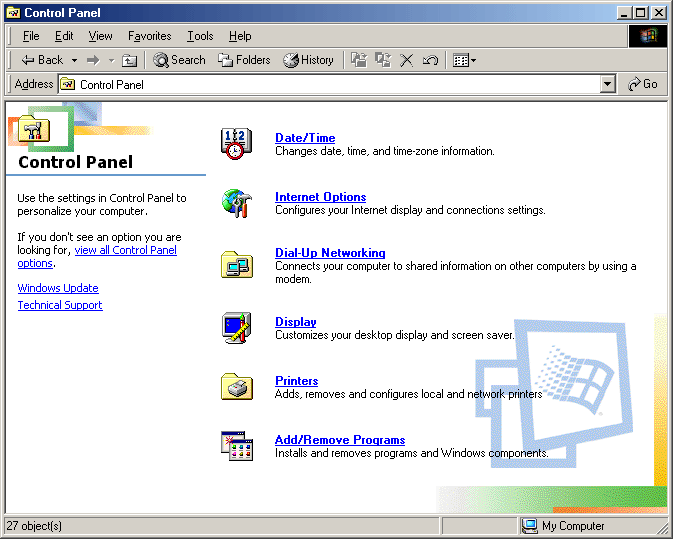 Control Panel
File Edit View Favorites Tools Help
Back Search Folders History
Address Control Panel Go
Control Panel
Use the settings in Control Panel to
personalize your computer.
If you don't see an option you are
looking for, view all Control Panel
options.
Windows Update
Technical Support
Date/Time
Changes date, time, and time-zone information.
Internet Options
Configures your Internet display and connections settings.
Dial-Up Networking
Connects your computer to shared information on other computers by using a
modem.
Display
Customizes your desktop display and screen saver.
Printers
Adds, removes and configures local and network printers
Add/Remove Programs
Installs and removes programs and Windows components.
27 object(s) My Computer